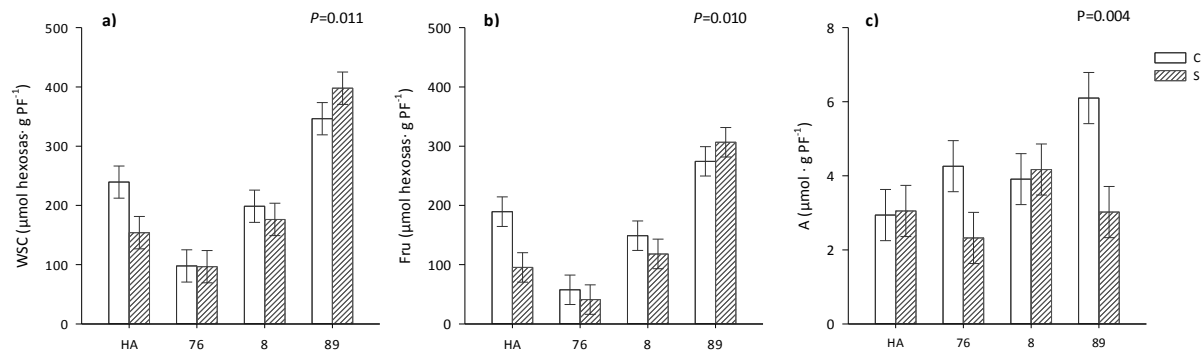 a)
P=0.011
WSC (µmol hexosas· g PF⁻¹)
500
400
300
200
100
0
HA 76 8 89
b)
P=0.010
Fru (µmol hexosas· g PF⁻¹)
500
400
300
200
100
0
HA 76 8 89
c)
P=0.004
A (µmol · g PF⁻¹)
8
6
4
2
0
HA 76 8 89
C
S